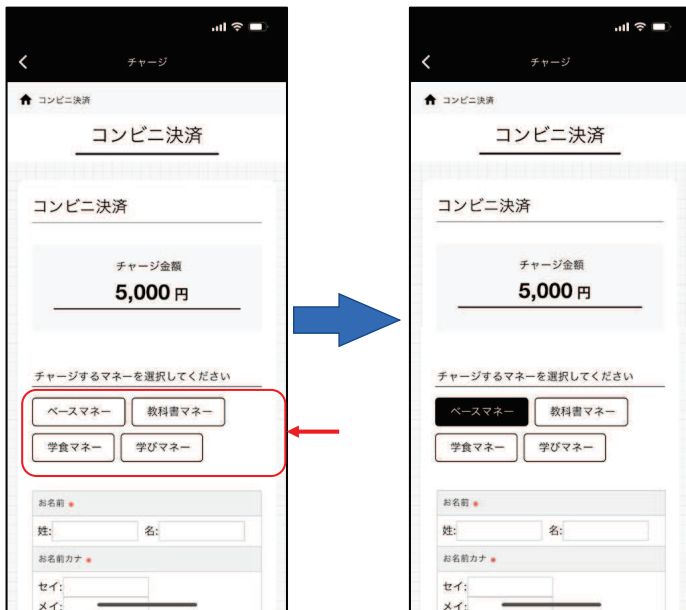 チャージ
コンビニ決済
コンビニ決済
コンビニ決済
チャージ金額
5,000 円
チャージするマネーを選択してください
ベースマネー 教科書マネー
学食マネー 学びマネー
お名前 *
姓: 名:
お名前カナ *
セイ:
メイ:
チャージ
コンビニ決済
コンビニ決済
コンビニ決済
チャージ金額
5,000 円
チャージするマネーを選択してください
ベースマネー 教科書マネー
学食マネー 学びマネー
お名前 *
姓: 名:
お名前カナ *
セイ:
メイ: